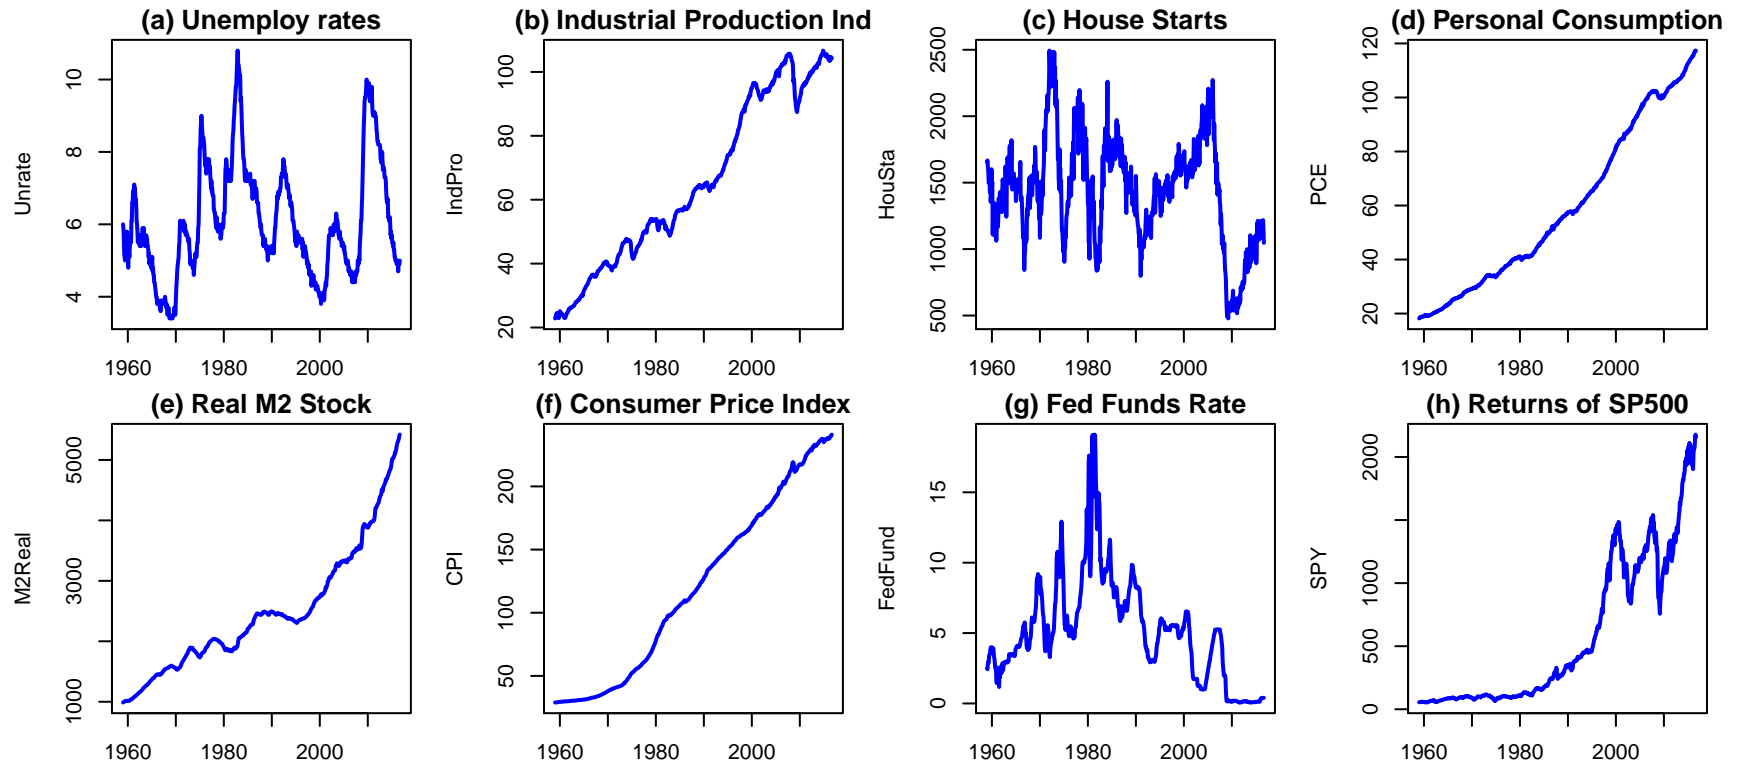 (a) Unemploy rates
Unrate
4
6
8
10
1960 1980 2000
(b) Industrial Production Ind
IndPro
20
40
60
80
100
1960 1980 2000
(c) House Starts
HouSta
500
1000
1500
2000
2500
1960 1980 2000
(d) Personal Consumption
PCE
20
40
60
80
100
120
1960 1980 2000
(e) Real M2 Stock
M2Real
1000
3000
5000
1960 1980 2000
(f) Consumer Price Index
CPI
50
100
150
200
1960 1980 2000
(g) Fed Funds Rate
FedFund
0
5
10
15
1960 1980 2000
(h) Returns of SP500
SPY
0
500
1000
2000
1960 1980 2000